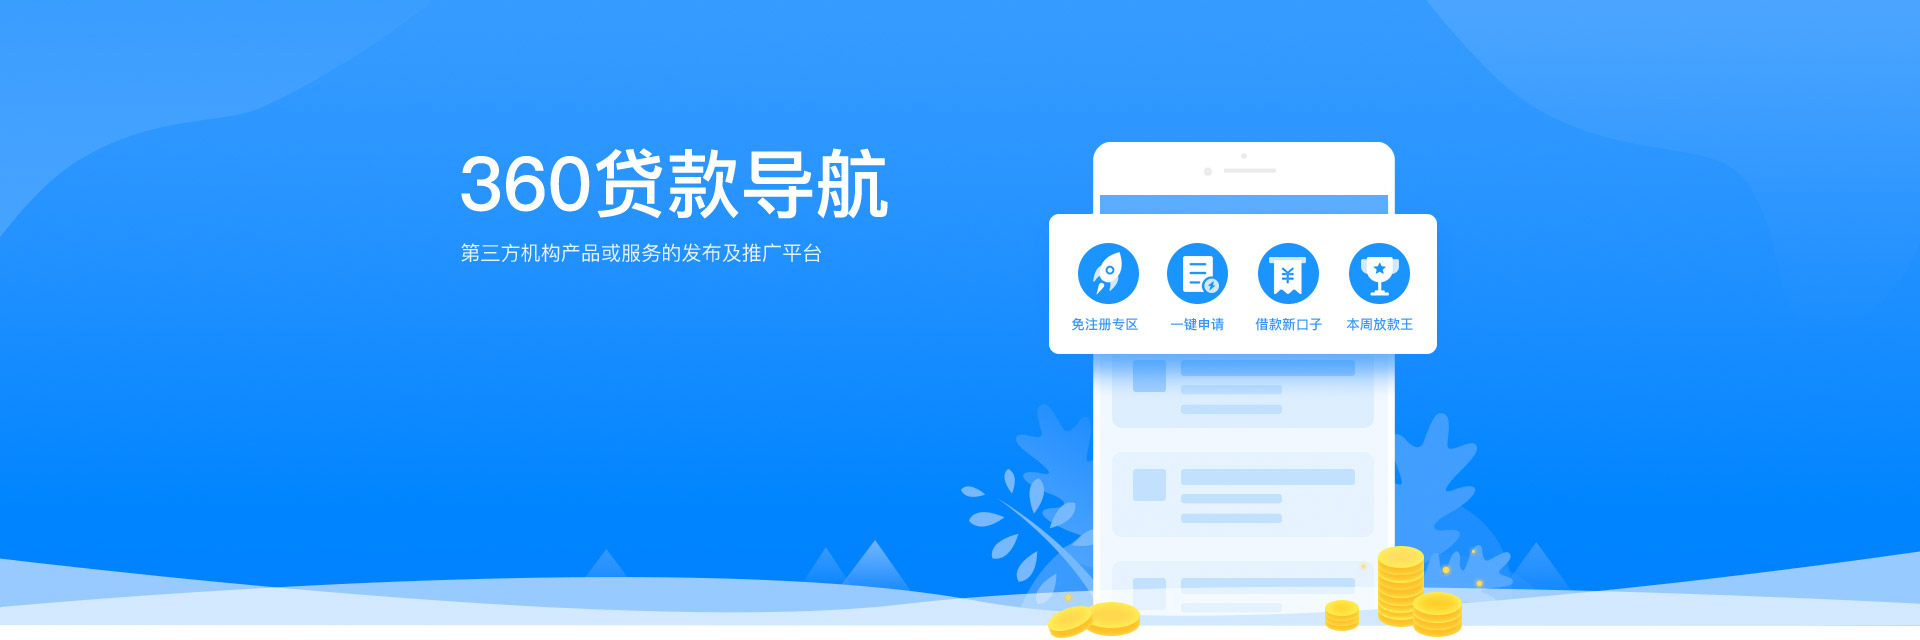 360贷款导航
第三方机构产品或服务的发布及推广平台
免注册专区 一键申请 借款新口子 本周放款王